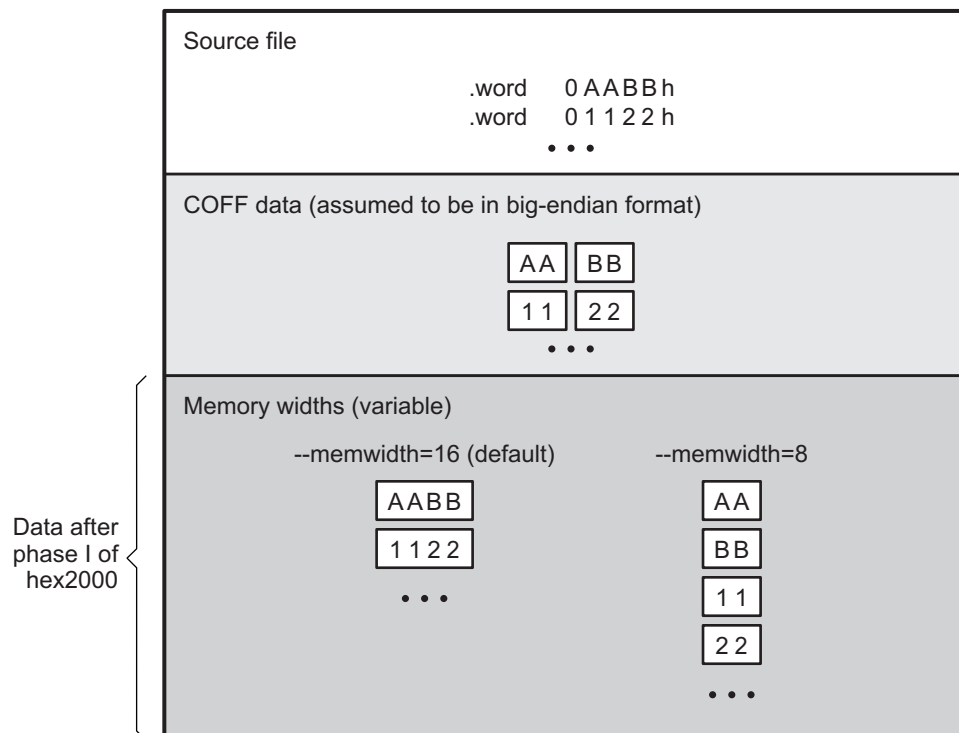 Source file
.word 0AABBh
.word 01122h
• • •
COFF data (assumed to be in big-endian format)
AA BB
11 22
• • •
Memory widths (variable)
--memwidth=16 (default) --memwidth=8
AABB AA
1122 BB
• • • 11
22
• • •
Data after
phase I of
hex2000